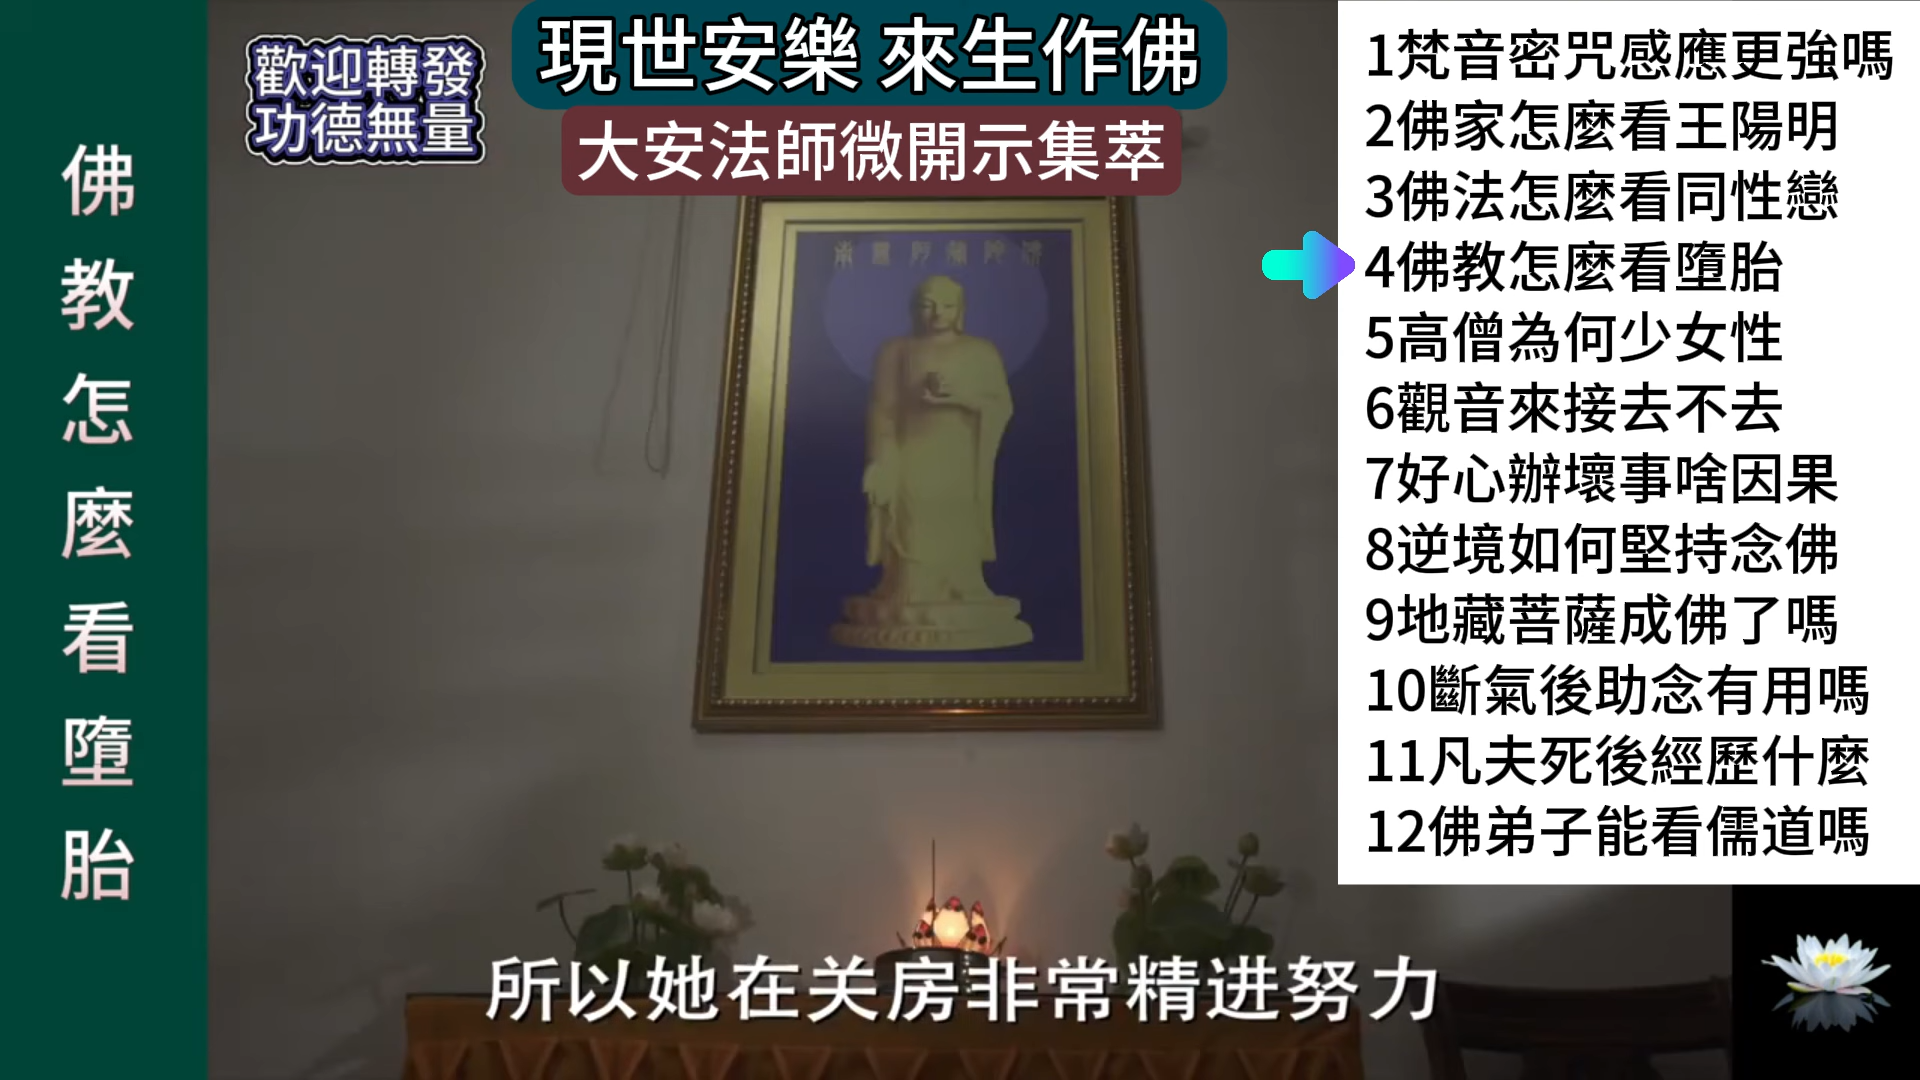 歡迎轉發
功德無量
現世安樂 來生作佛
大安法師微開示集萃
佛教怎麼看墮胎
1梵音密咒感應更強嗎
2佛家怎麼看王陽明
3佛法怎麼看同性戀
4佛教怎麼看墮胎
5高僧為何少女性
6觀音來接去不去
7好心辦壞事啥因果
8逆境如何堅持念佛
9地藏菩薩成佛了嗎
10斷氣後助念有用嗎
11凡夫死後經歷什麼
12佛弟子能看儒道嗎
南無阿彌陀佛
所以她在关房非常精进努力